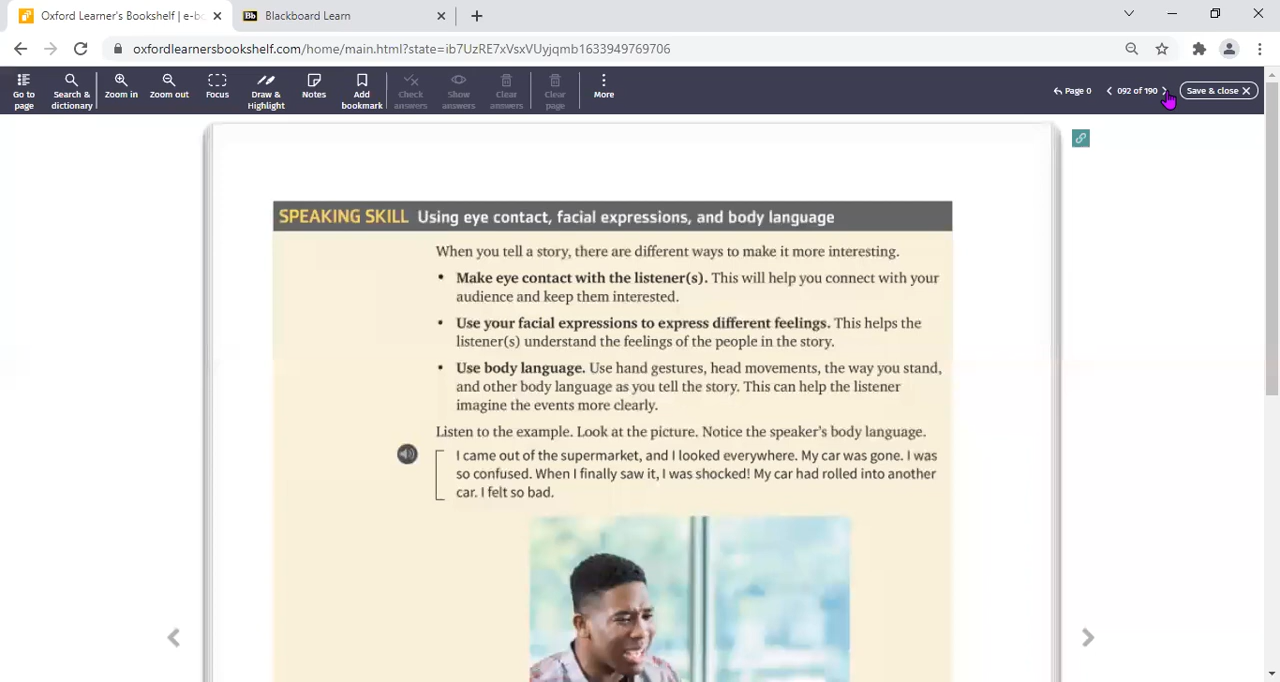 Oxford Learner's Bookshelf | e-bo
Bb Blackboard Learn
oxfordlearnersbookshelf.com/home/main.html?state=ib7UzRE7xVsxVUyjqmb1633949769706
Go to page
Search & dictionary
Zoom in
Zoom out
Focus
Draw & Highlight
Notes
Add bookmark
Check answers
Show answers
Clear answers
Clear page
More
Page 0
092 of 190
Save & close
SPEAKING SKILL Using eye contact, facial expressions, and body language
When you tell a story, there are different ways to make it more interesting.
• Make eye contact with the listener(s). This will help you connect with your
audience and keep them interested.
• Use your facial expressions to express different feelings. This helps the
listener(s) understand the feelings of the people in the story.
• Use body language. Use hand gestures, head movements, the way you stand,
and other body language as you tell the story. This can help the listener
imagine the events more clearly.
Listen to the example. Look at the picture. Notice the speaker's body language.
I came out of the supermarket, and I looked everywhere. My car was gone. I was
so confused. When I finally saw it, I was shocked! My car had rolled into another
car. I felt so bad.